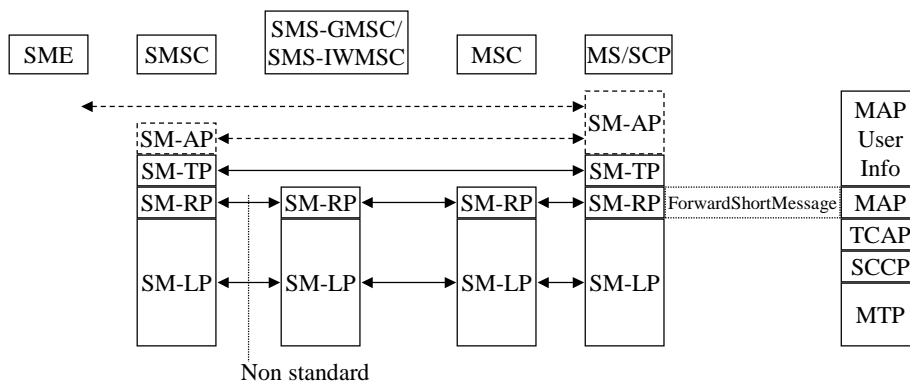 SME
SMSC
SMS-GMSC/
SMS-IWMSC
MSC
MS/SCP
SM-AP
SM-AP
MAP
User
Info
SM-TP
SM-TP
SM-RP
SM-RP
SM-RP
SM-RP
ForwardShortMessage
MAP
TCAP
SCCP
SM-LP
SM-LP
SM-LP
SM-LP
MTP
Non standard